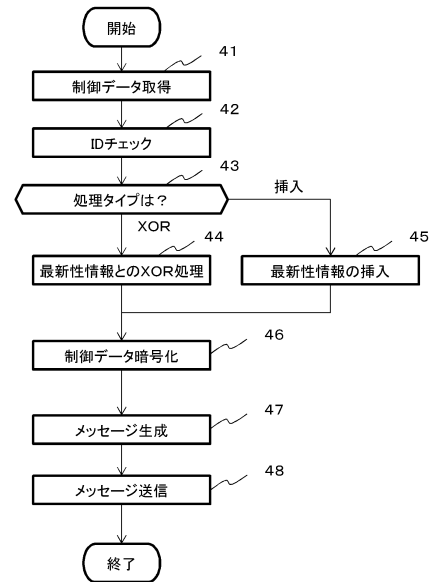 開始
41
制御データ取得
42
IDチェック
43
処理タイプは?
挿入
XOR
44
45
最新性情報とのXOR処理
最新性情報の挿入
46
制御データ暗号化
47
メッセージ生成
48
メッセージ送信
終了